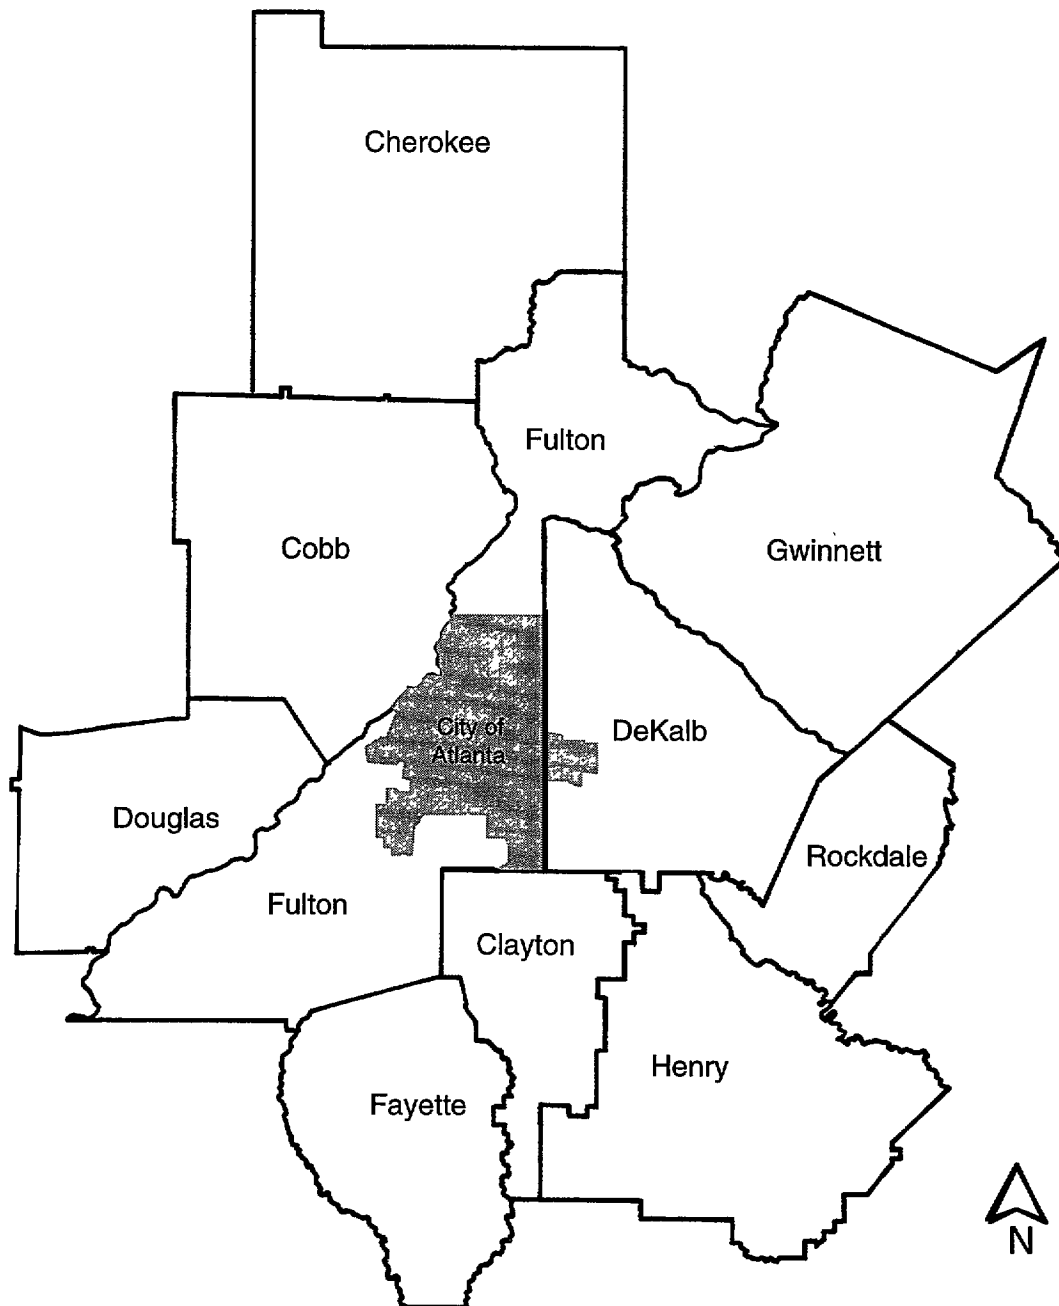 Cherokee
Fulton
Cobb
Gwinnett
City of
Atlanta
DeKalb
Douglas
Rockdale
Fulton
Clayton
Henry
Fayette
N